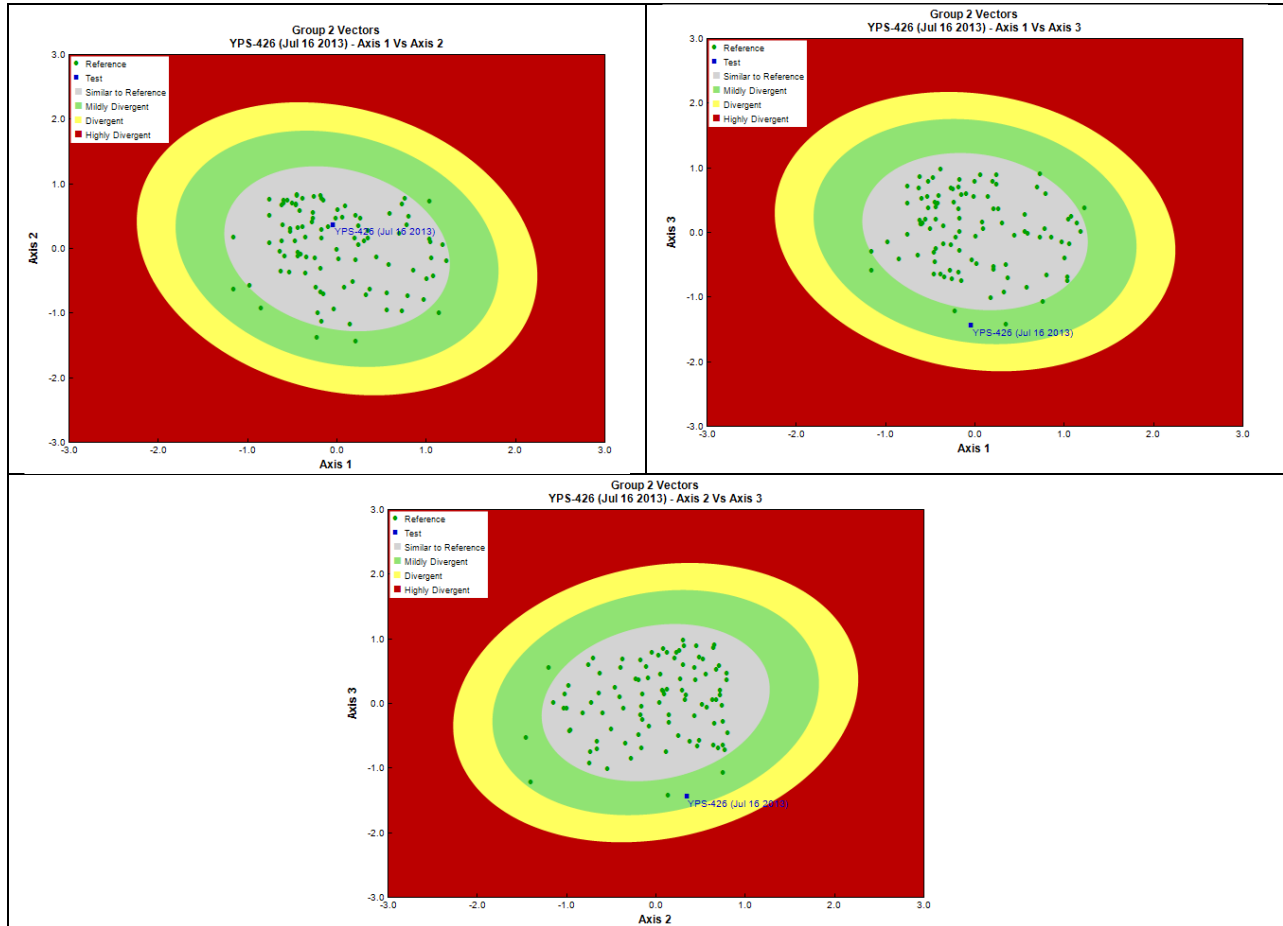 Group 2 Vectors
YPS-426 (Jul 16 2013) - Axis 1 Vs Axis 2
3.0
2.0
1.0
0.0
-1.0
-2.0
-3.0
Axis 2
Reference
Test
Similar to Reference
Mildly Divergent
Divergent
Highly Divergent
YPS-426 (Jul 16 2013)
-3.0 -2.0 -1.0 0.0 1.0 2.0 3.0
Axis 1
Group 2 Vectors
YPS-426 (Jul 16 2013) - Axis 1 Vs Axis 3
3.0
2.0
1.0
0.0
-1.0
-2.0
-3.0
Axis 3
Reference
Test
Similar to Reference
Mildly Divergent
Divergent
Highly Divergent
YPS-426 (Jul 16 2013)
-3.0 -2.0 -1.0 0.0 1.0 2.0 3.0
Axis 1
Group 2 Vectors
YPS-426 (Jul 16 2013) - Axis 2 Vs Axis 3
3.0
2.0
1.0
0.0
-1.0
-2.0
-3.0
Axis 3
Reference
Test
Similar to Reference
Mildly Divergent
Divergent
Highly Divergent
YPS-426 (Jul 16 2013)
-3.0 -2.0 -1.0 0.0 1.0 2.0 3.0
Axis 2